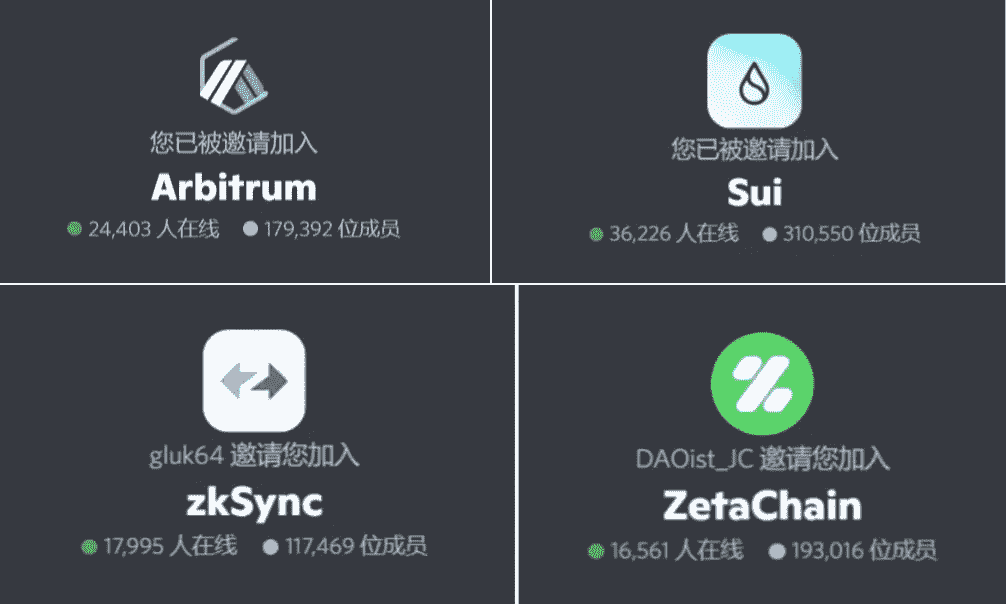 您已被邀请加入
Arbitrum
24,403 人在线 179,392 位成员
您已被邀请加入
Sui
36,226 人在线 310,550 位成员
gluk64 邀请您加入
zkSync
17,995 人在线 117,469 位成员
DAOist_JC 邀请您加入
ZetaChain
16,561 人在线 193,016 位成员